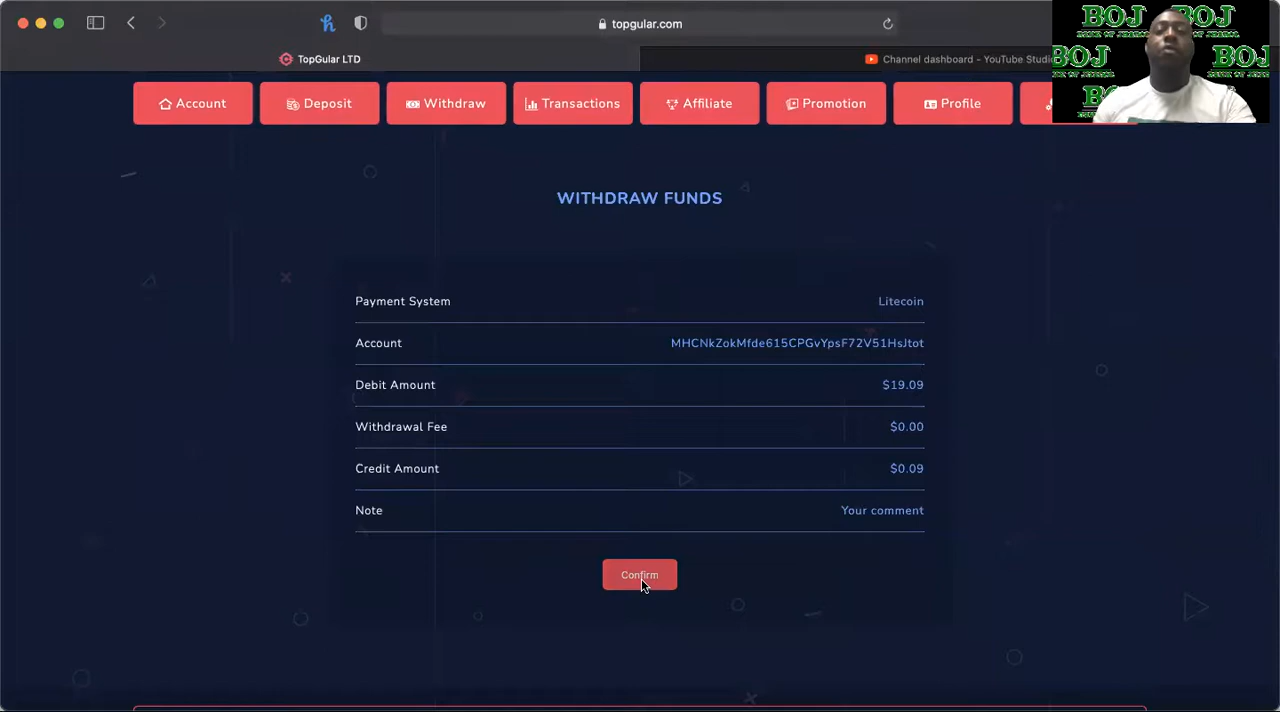 topgular.com
TopGular LTD
Channel dashboard - YouTube Studio
BOJ BOJ
BOJ BOJ
BOJ BOJ
Account Deposit Withdraw Transactions Affiliate Promotion Profile
WITHDRAW FUNDS
Payment System Litecoin
Account MHCNkZokMfde615CPGvYpsF72V51HsJtot
Debit Amount $19.09
Withdrawal Fee $0.00
Credit Amount $0.09
Note Your comment
Confirm